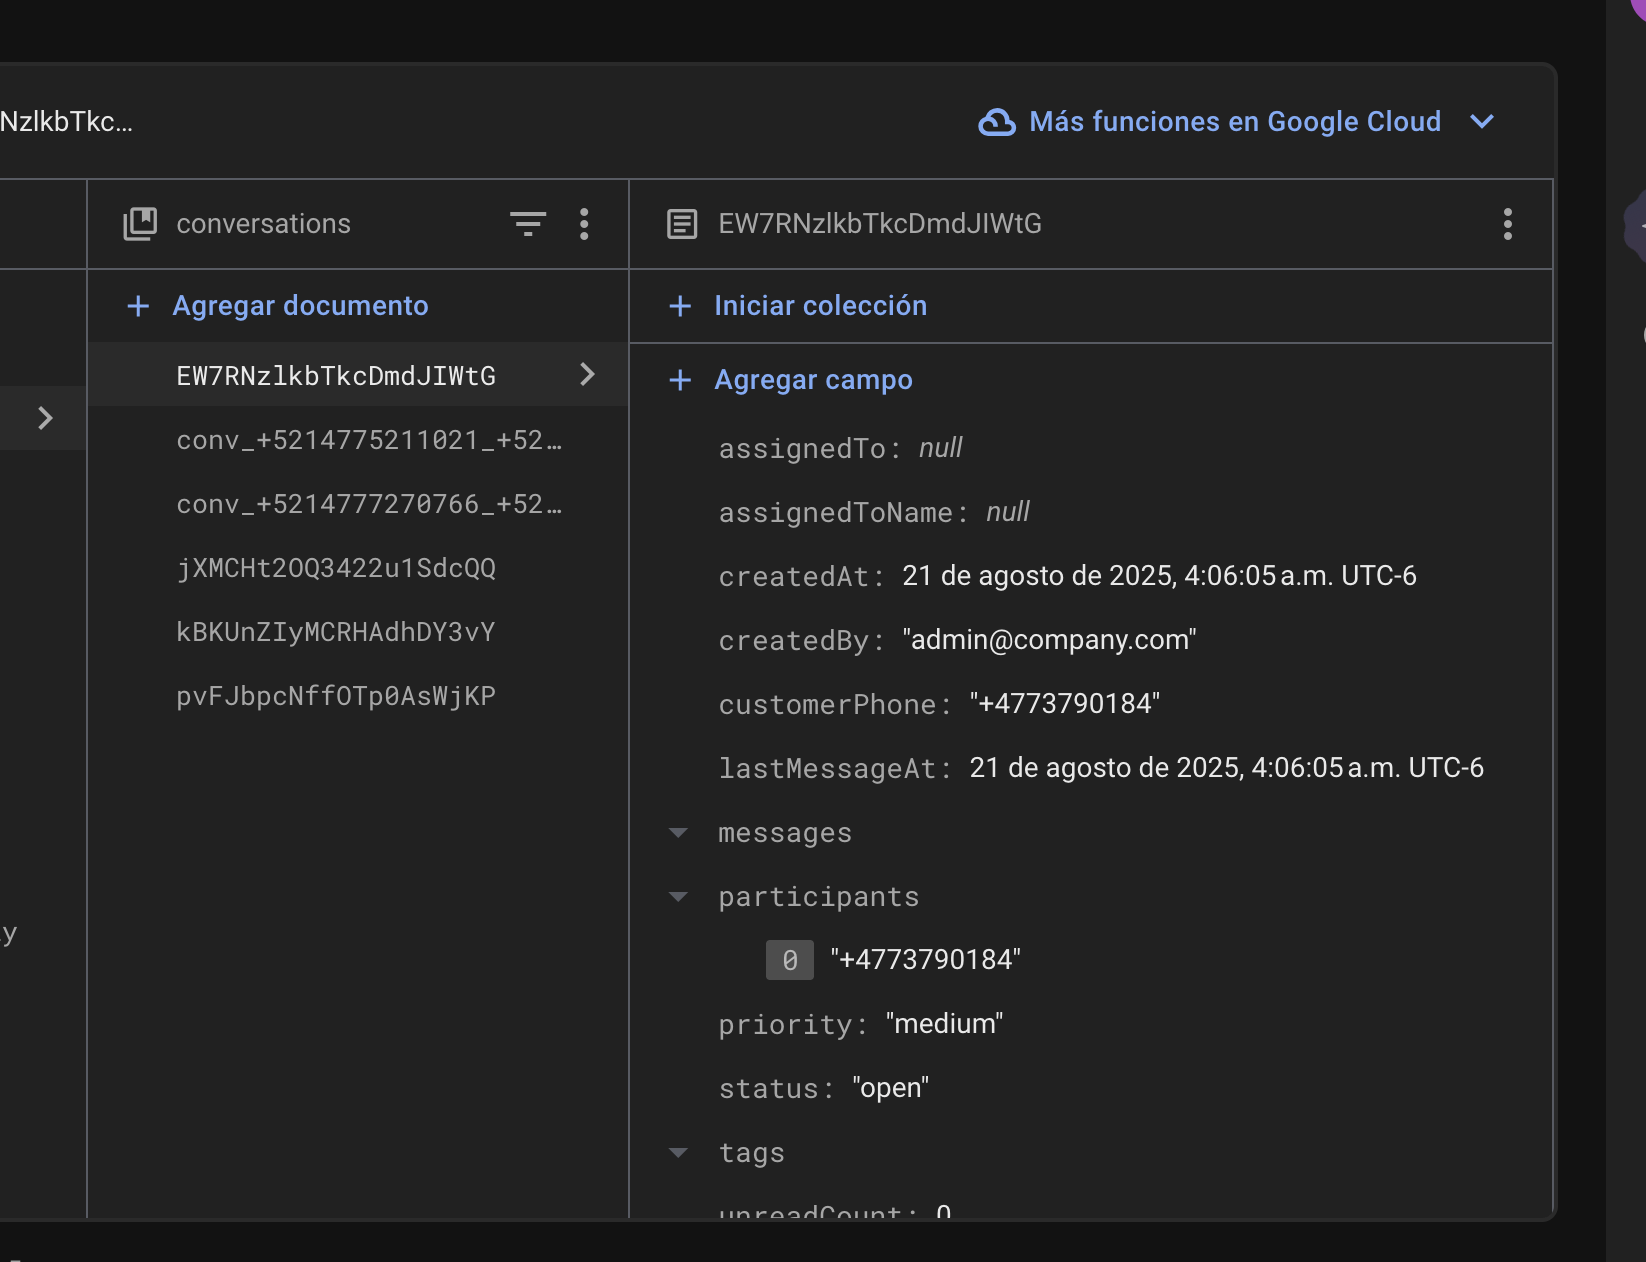 NzlkbTkc...
Más funciones en Google Cloud
conversations
EW7RNzlkbTkcDmdJIWtG
Agregar documento
Iniciar colección
EW7RNzlkbTkcDmdJIWtG
conv_+5214775211021_+52…
conv_+5214777270766_+52…
jXMCHt2OQ3422u1SdcQQ
kBKUnZIyMCRHAdhDY3vY
pvFJbpcNffOTp0AsWjKP
y
Agregar campo
assignedTo: null
assignedToName: null
createdAt: 21 de agosto de 2025, 4:06:05 a.m. UTC-6
createdBy: "admin@company.com"
customerPhone: "+4773790184"
lastMessageAt: 21 de agosto de 2025, 4:06:05 a.m. UTC-6
messages
participants
0 "+4773790184"
priority: "medium"
status: "open"
tags
unreadCount: 0